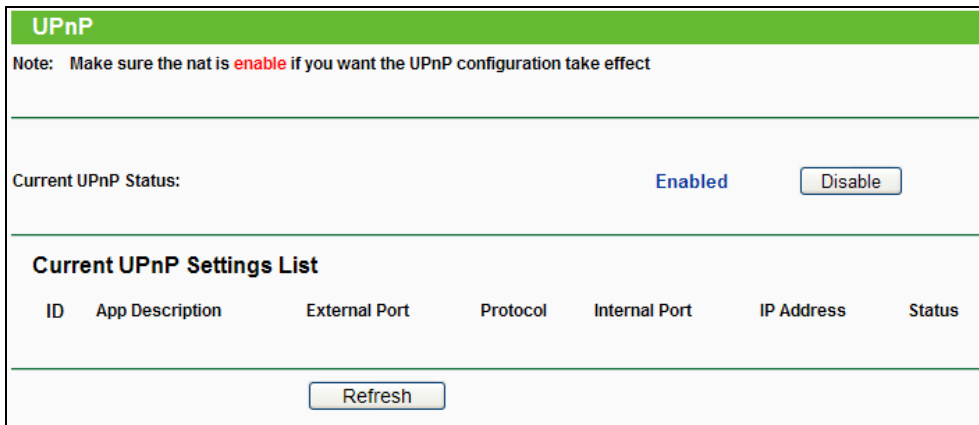 UPnP
Note: Make sure the nat is enable if you want the UPnP configuration take effect
Current UPnP Status: Enabled Disable
Current UPnP Settings List
ID App Description External Port Protocol Internal Port IP Address Status
Refresh